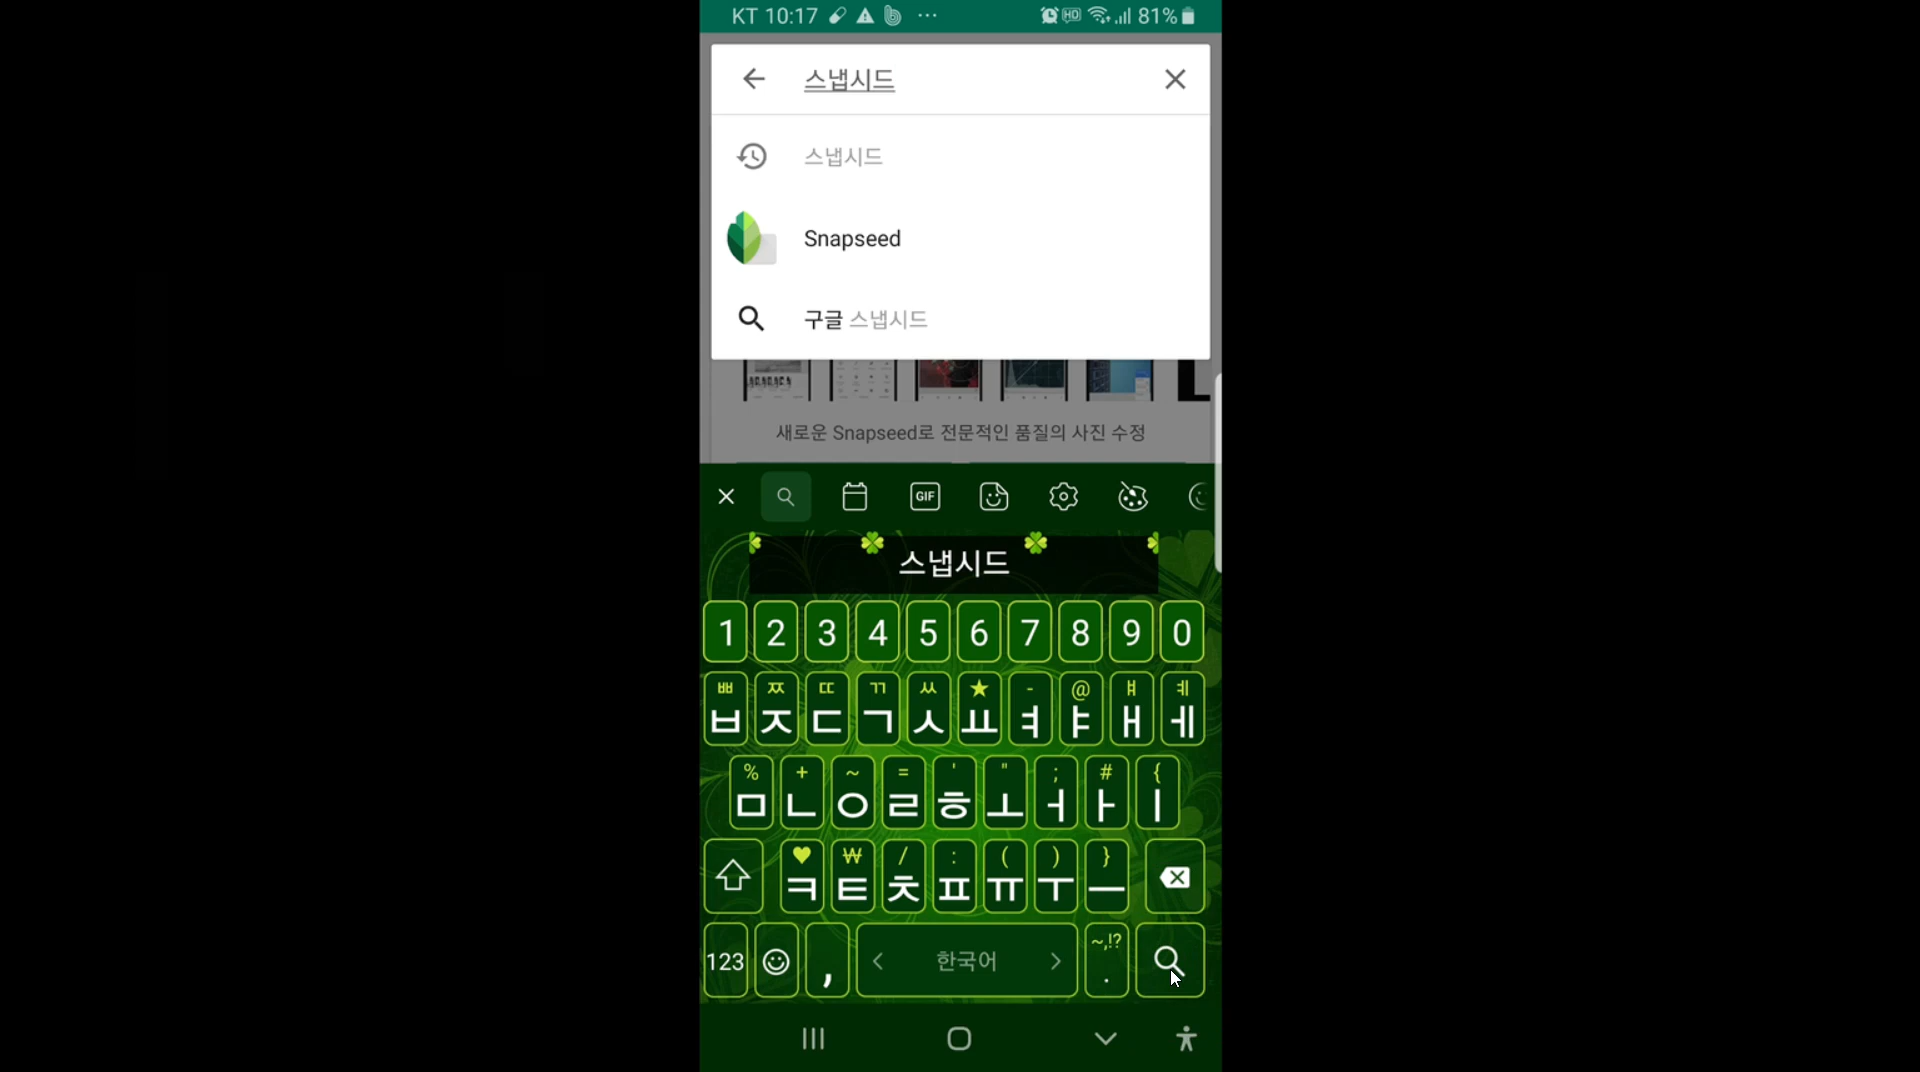 KT 10:17 ··· HD 81%
스냅시드
스냅시드
Snapseed
구글 스냅시드
새로운 Snapseed로 전문적인 품질의 사진 수정
GIF
스냅시드
1 2 3 4 5 6 7 8 9 0
ㅃ ㅉ ㄸ ㄲ ㅆ ★ - @ ㅒ ㅖ
ㅂ ㅈ ㄷ ㄱ ㅅ ㅛ ㅕ ㅑ ㅐ ㅔ
% + ~ = ' " ; # {
ㅁ ㄴ ㅇ ㄹ ㅎ ㅗ ㅓ ㅏ ㅣ
♥ ₩ / : ( ) }
ㅋ ㅌ ㅊ ㅍ ㅠ ㅜ ㅡ
~,!?
123 , < 한국어 > .